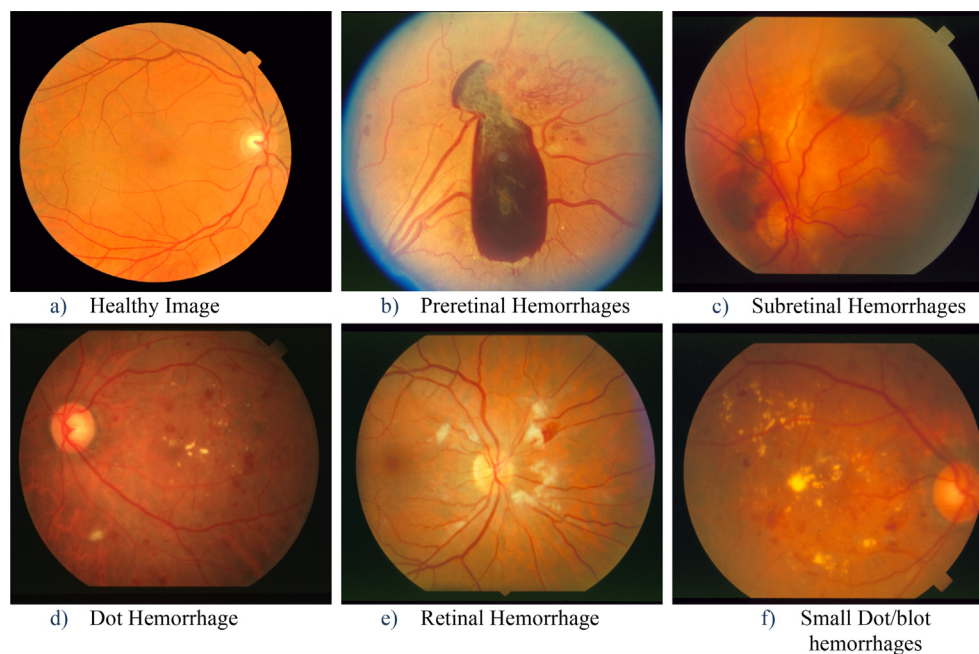 a) Healthy Image
b) Preretinal Hemorrhages
c) Subretinal Hemorrhages
d) Dot Hemorrhage
e) Retinal Hemorrhage
f) Small Dot/blot
hemorrhages